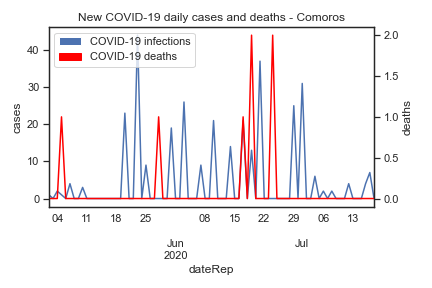 New COVID-19 daily cases and deaths - Comoros
COVID-19 infections
COVID-19 deaths
40
30
20
10
0
cases
2.0
1.5
1.0
0.5
0.0
deaths
04 11 18 25 08 15 22 29 06 13
Jun Jul
2020
dateRep